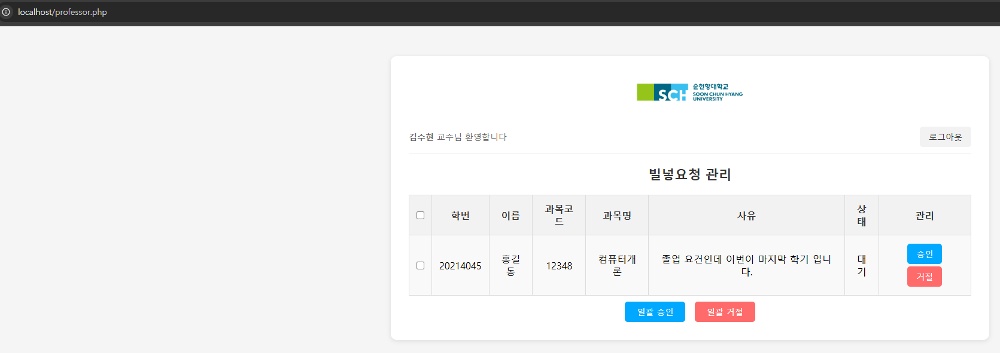 localhost/professor.php
순천향대학교
SCH SOON CHUN HYANG
UNIVERSITY
김수현 교수님 환영합니다
로그아웃
빌넣요청 관리
학번 이름 과목코드 과목명 사유 상태 관리
20214045 홍길동 12348 컴퓨터개론 졸업 요건인데 이번이 마지막 학기 입니다. 대기 승인
거절
일괄 승인 일괄 거절